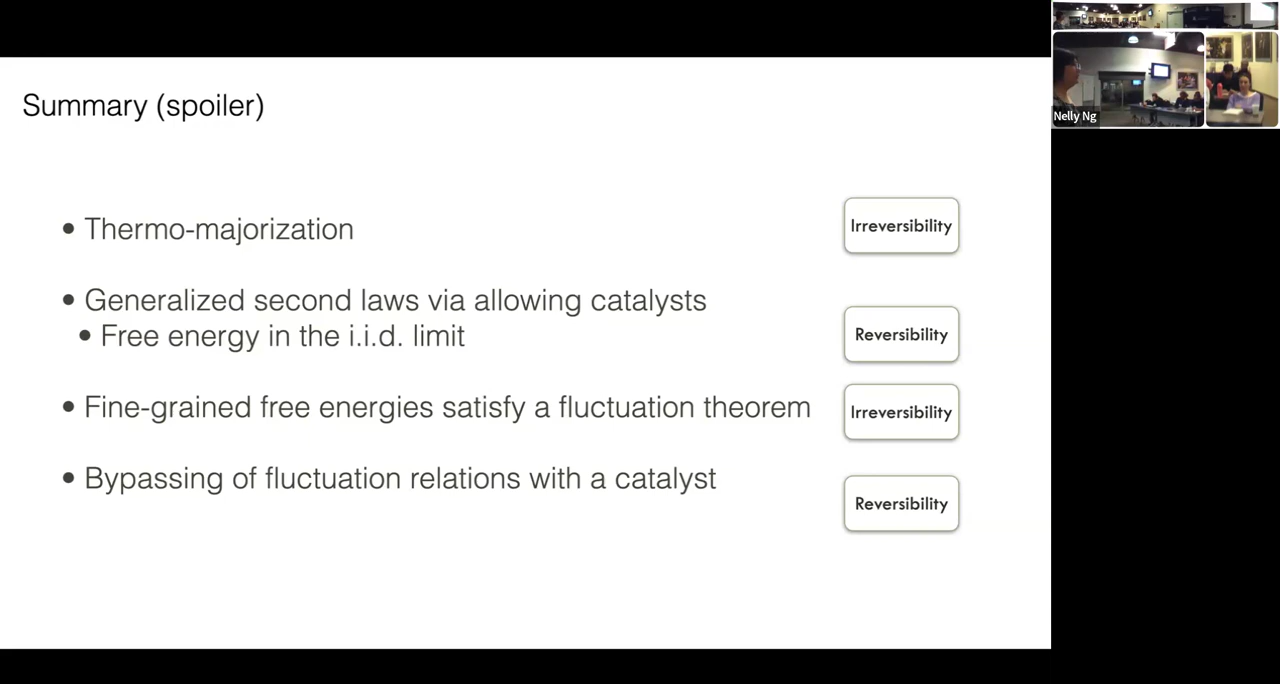 Summary (spoiler)
• Thermo-majorization
Irreversibility
• Generalized second laws via allowing catalysts
• Free energy in the i.i.d. limit
Reversibility
• Fine-grained free energies satisfy a fluctuation theorem
Irreversibility
• Bypassing of fluctuation relations with a catalyst
Reversibility
Nelly Ng